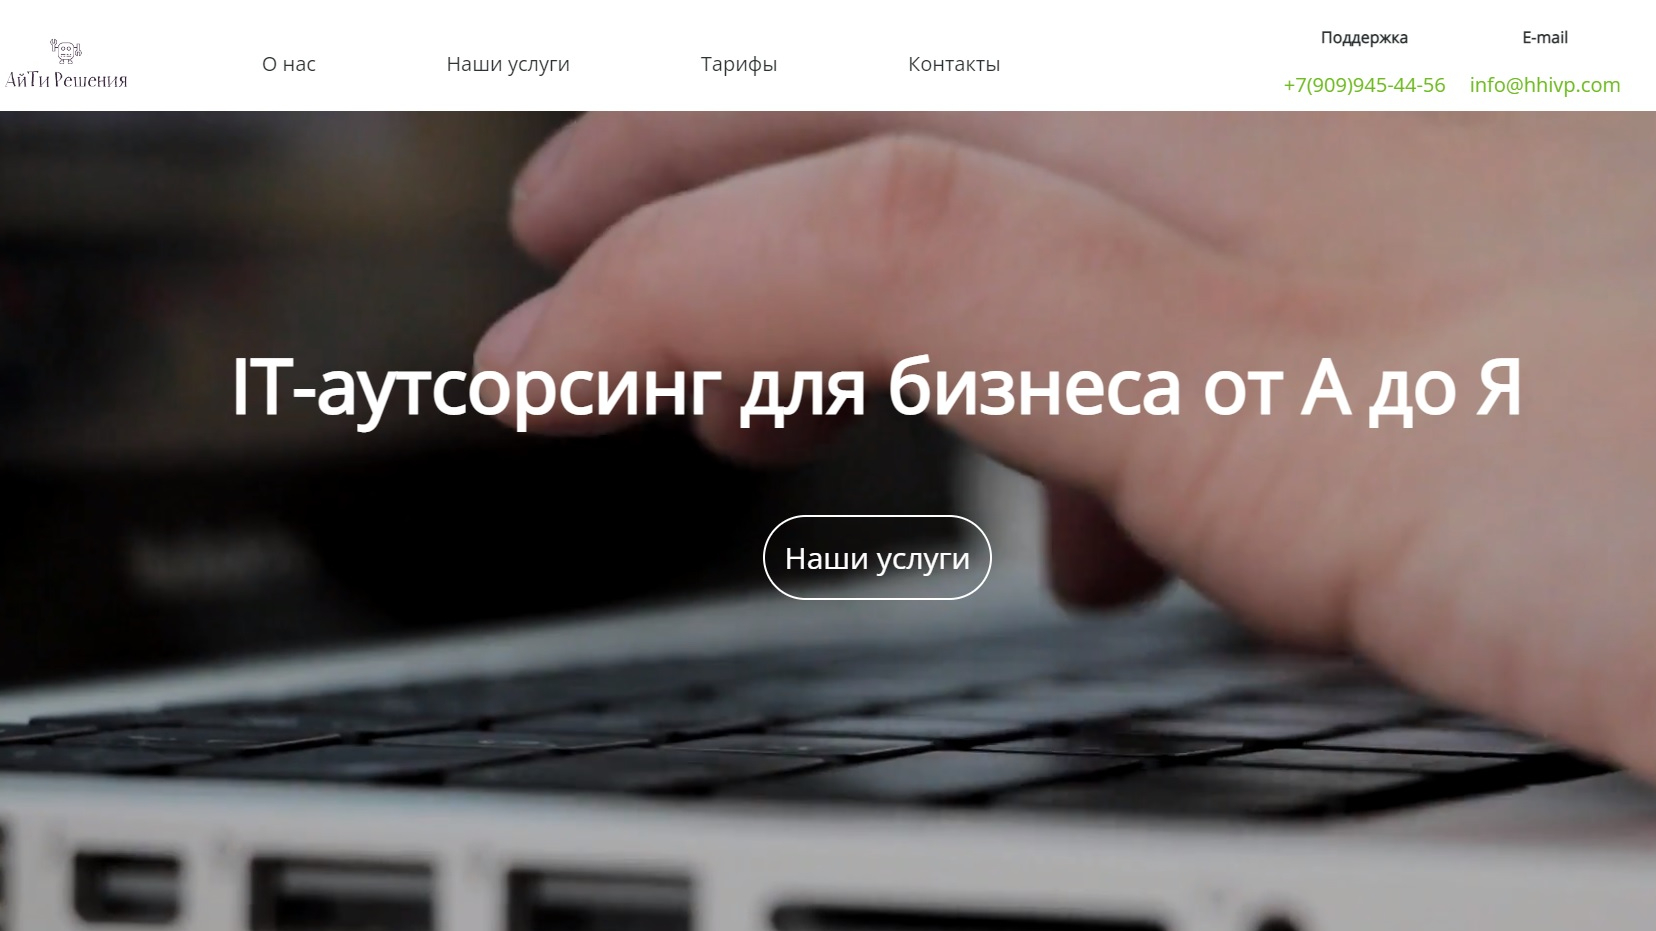 АйТи Решения
О нас
Наши услуги
Тарифы
Контакты
Поддержка
E-mail
+7(909)945-44-56
info@hhivp.com
IT-аутсорсинг для бизнеса от А до Я
Наши услуги